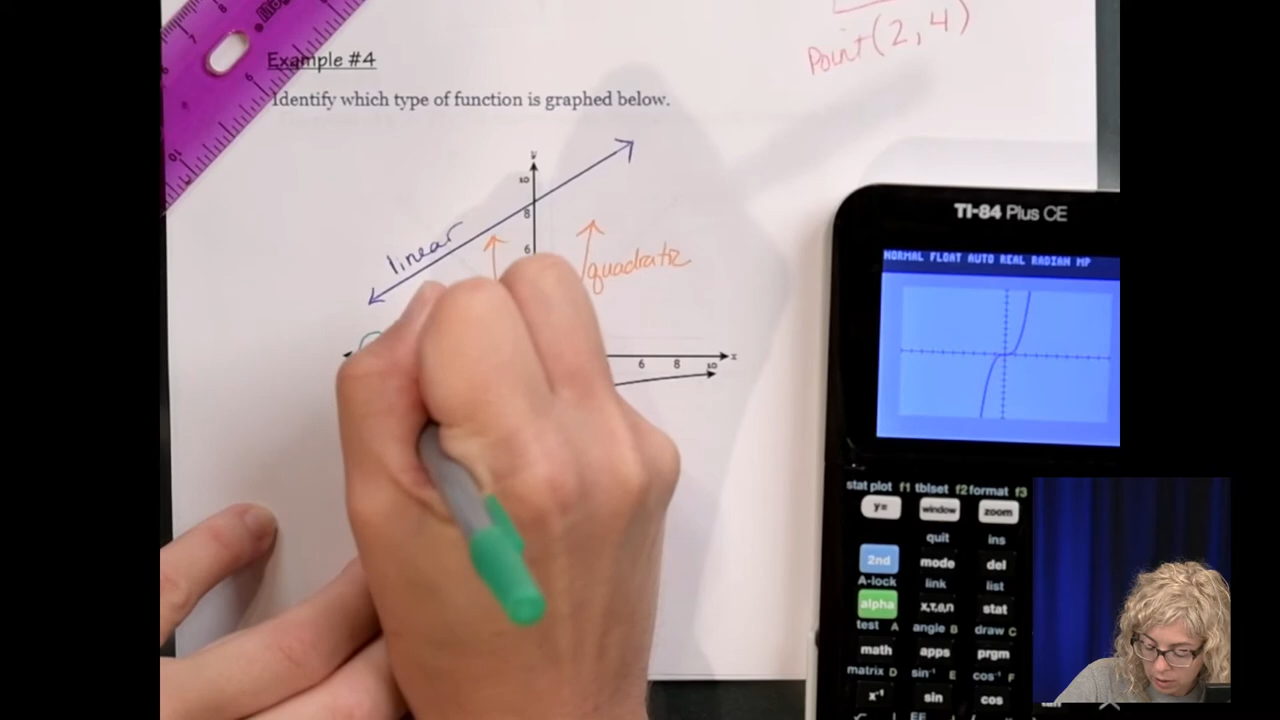 Point (2, 4)
Example #4
Identify which type of function is graphed below.
y
10
8
6
linear
quadratic
6 8 10 x
TI-84 Plus CE
NORMAL FLOAT AUTO REAL RADIAN MP
stat plot f1 tblset f2 format f3
y= window zoom
quit ins
2nd mode del
A-lock link list
alpha X,T,θ,n stat
test A angle B draw C
math apps prgm
matrix D sin⁻¹ E cos⁻¹ F
x⁻¹ sin cos
tan
EE